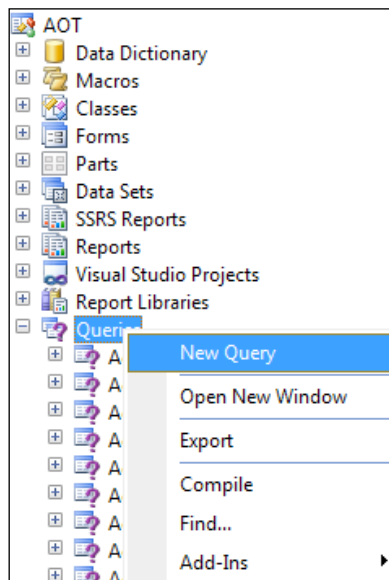 AOT
Data Dictionary
Macros
Classes
Forms
Parts
Data Sets
SSRS Reports
Reports
Visual Studio Projects
Report Libraries
Queries
A
New Query
A
Open New Window
A
A
Export
A
A
Compile
A
Find...
A
Add-Ins
A